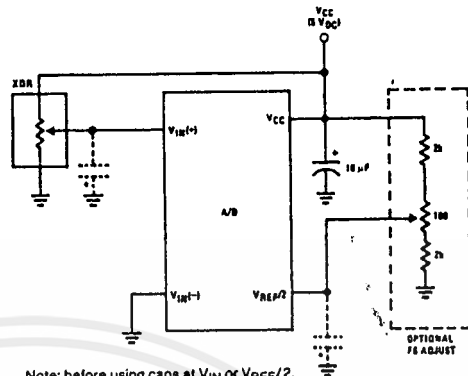 VCC
(5 VDC)
XDR
VIN(+)
VCC
2k
10 µF
A/D
100
2k
VIN(−)
VREF/2
OPTIONAL
FS ADJUST
Note: before using caps at VIN or VREF/2,